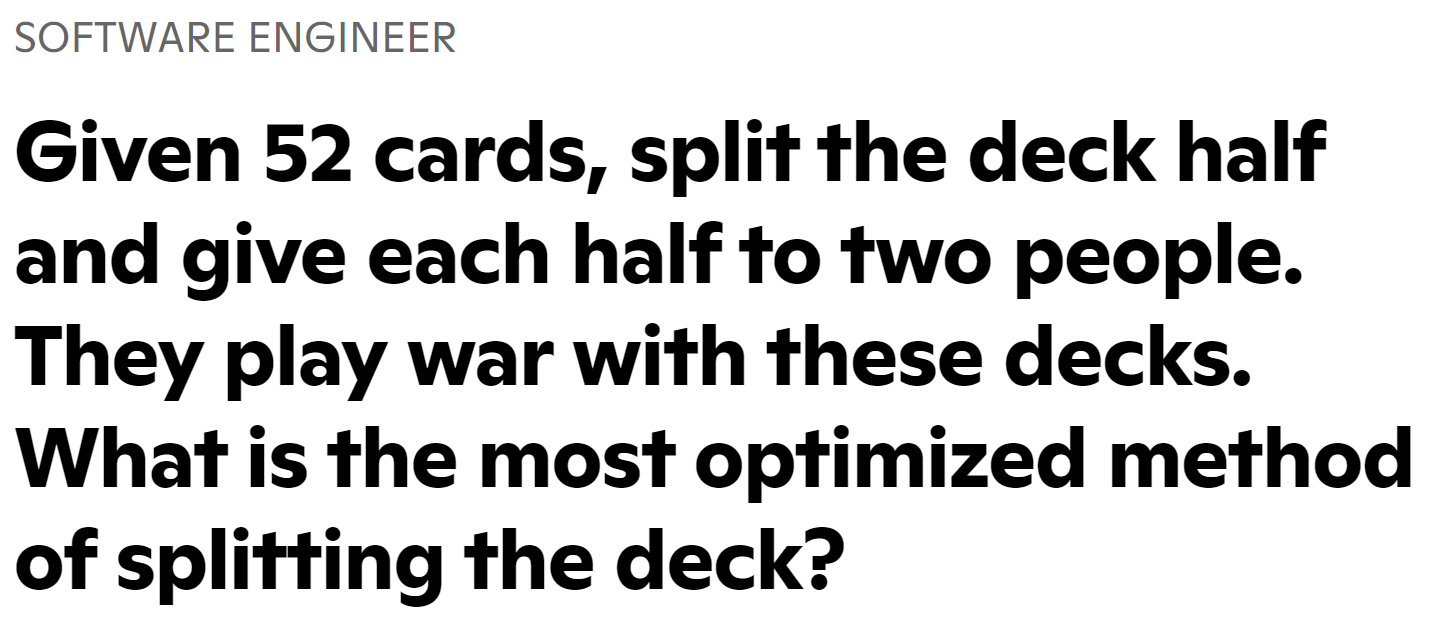 SOFTWARE ENGINEER
Given 52 cards, split the deck half
and give each half to two people.
They play war with these decks.
What is the most optimized method
of splitting the deck?